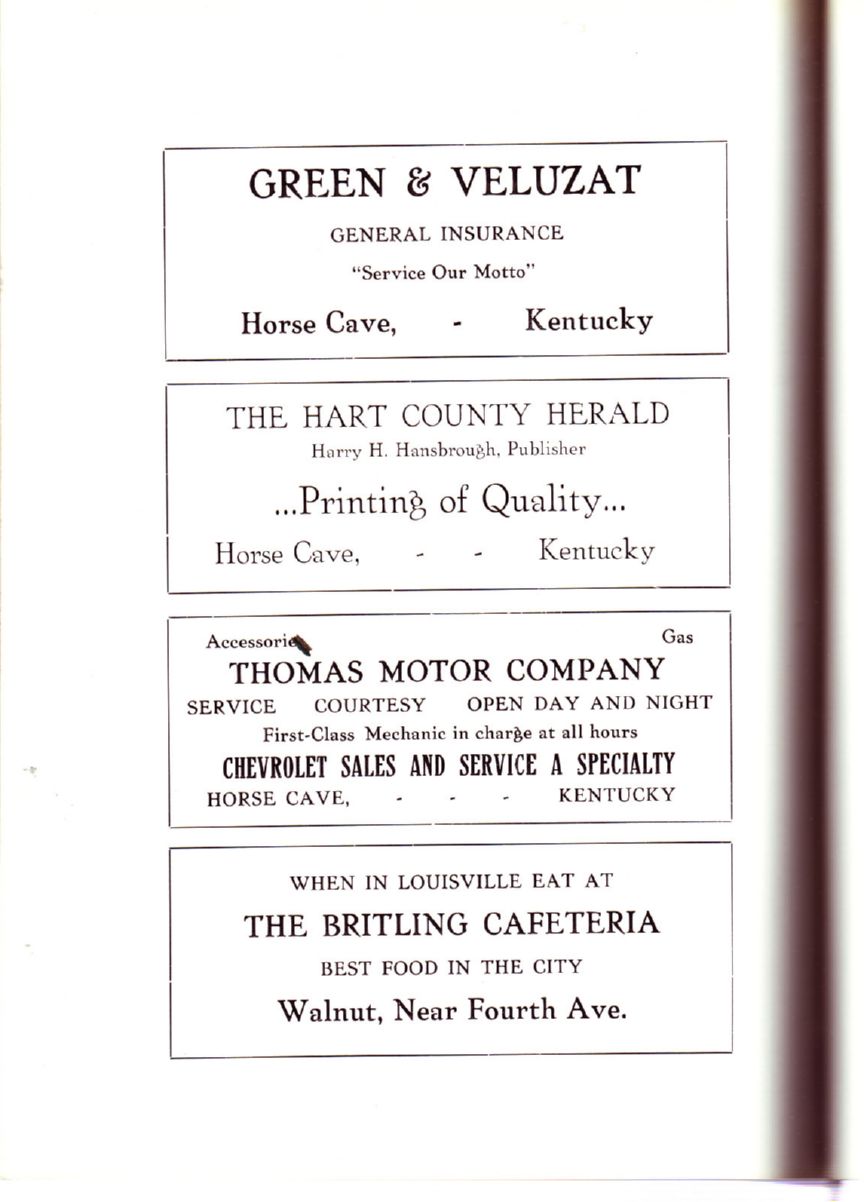 GREEN & VELUZAT
GENERAL INSURANCE
"Service Our Motto"
Horse Cave, - Kentucky
THE HART COUNTY HERALD
Harry H. Hansbrough, Publisher
...Printing of Quality...
Horse Cave, - - Kentucky
Accessories Gas
THOMAS MOTOR COMPANY
SERVICE COURTESY OPEN DAY AND NIGHT
First-Class Mechanic in charge at all hours
CHEVROLET SALES AND SERVICE A SPECIALTY
HORSE CAVE, - - - KENTUCKY
WHEN IN LOUISVILLE EAT AT
THE BRITLING CAFETERIA
BEST FOOD IN THE CITY
Walnut, Near Fourth Ave.